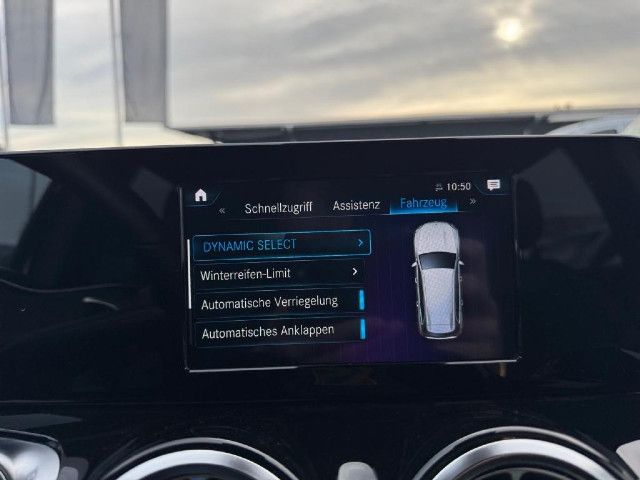 10:50
« Schnellzugriff Assistenz Fahrzeug »
DYNAMIC SELECT >
Winterreifen-Limit >
Automatische Verriegelung
Automatisches Anklappen